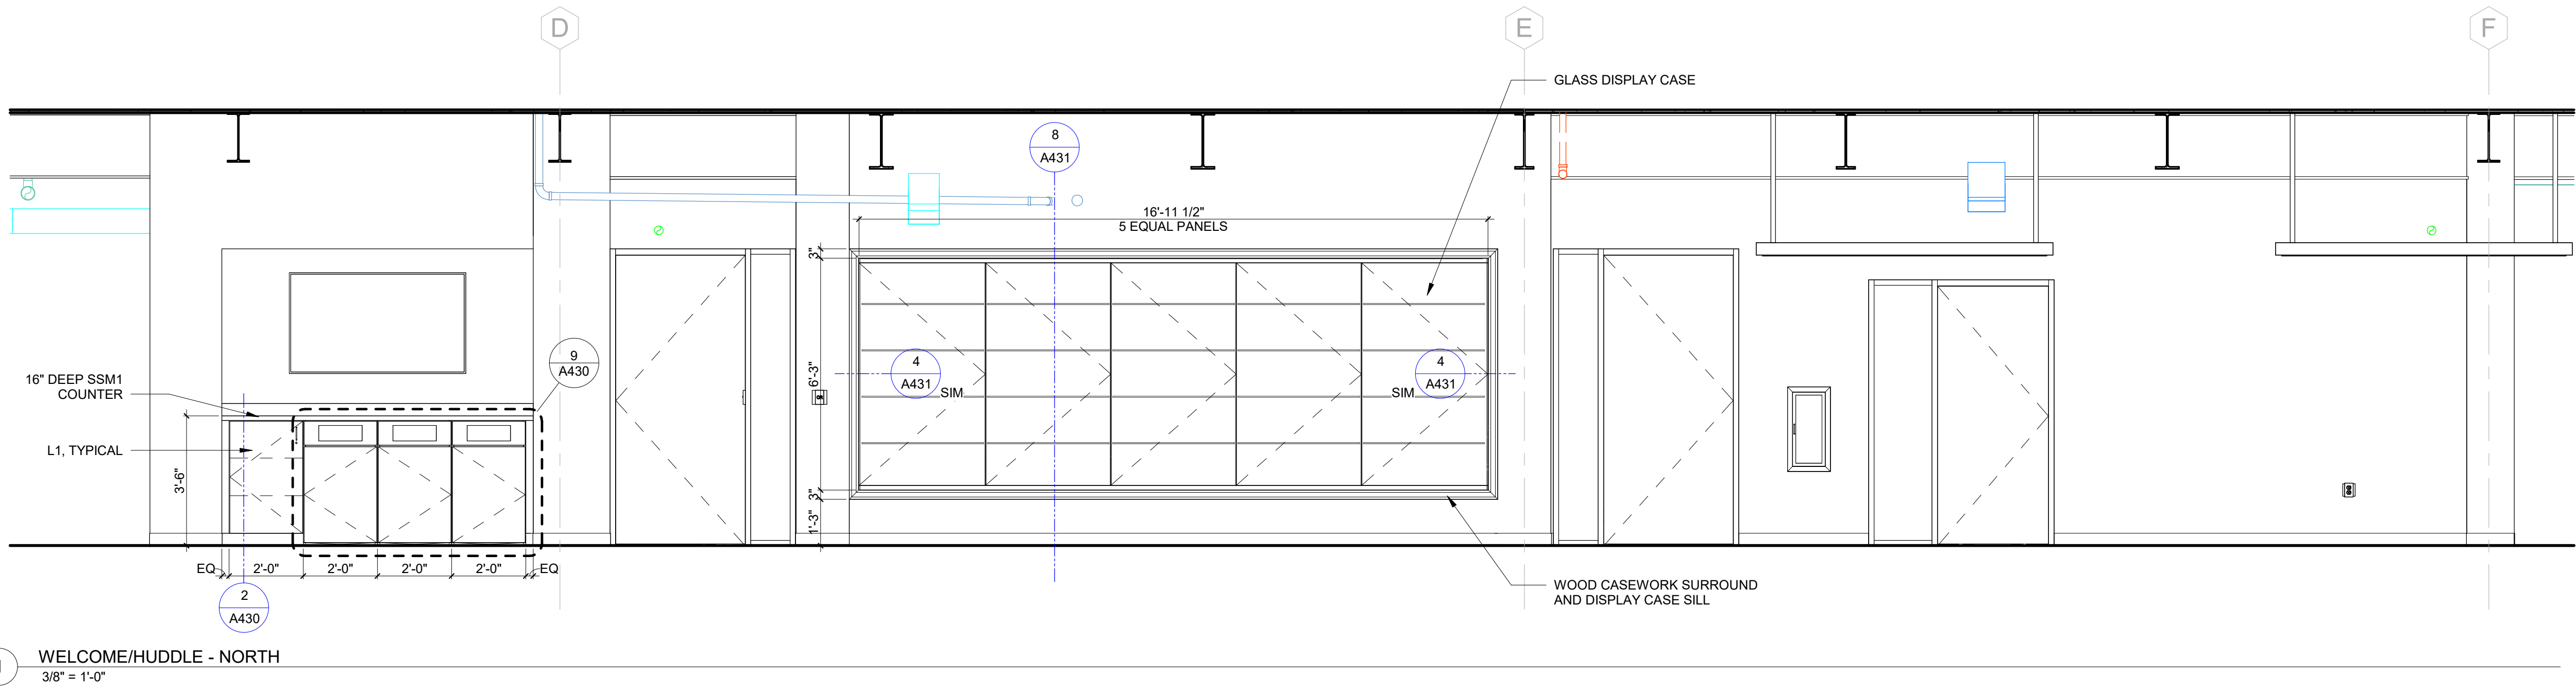 D
E
F
GLASS DISPLAY CASE
8
A431
16'-11 1/2"
5 EQUAL PANELS
3"
6'-3"
3"
1'-3"
9
A430
16" DEEP SSM1
COUNTER
L1, TYPICAL
3'-6"
4
A431
SIM
4
A431
SIM
EQ
2'-0"
2'-0"
2'-0"
2'-0"
EQ
2
A430
WOOD CASEWORK SURROUND
AND DISPLAY CASE SILL
WELCOME/HUDDLE - NORTH
3/8" = 1'-0"